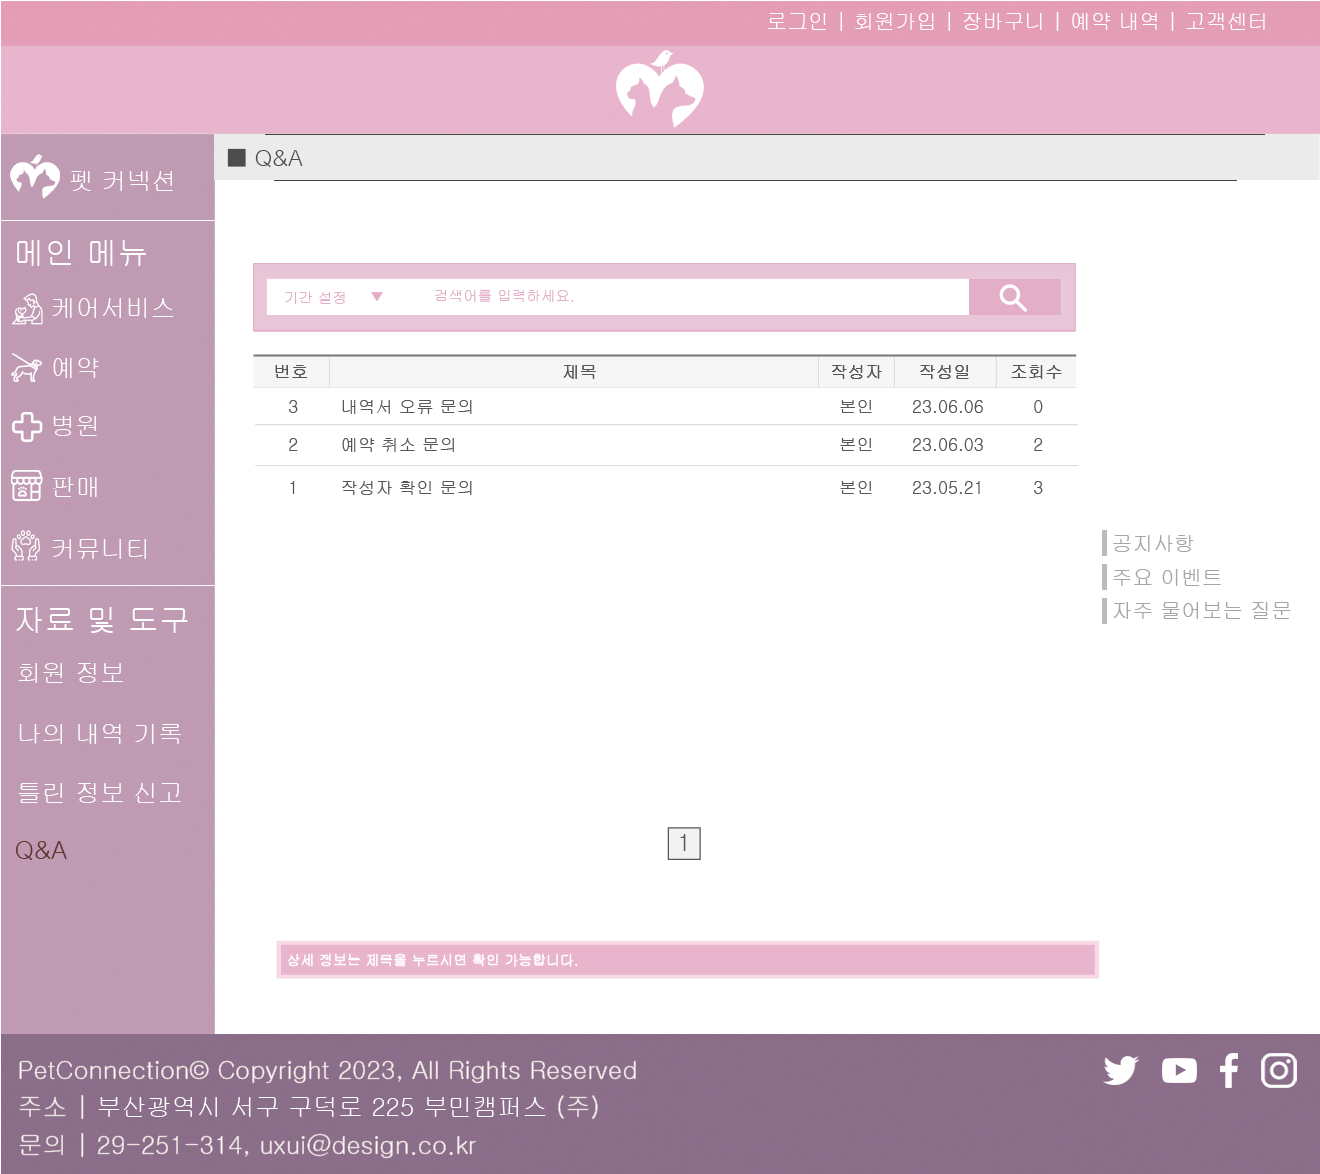 로그인 | 회원가입 | 장바구니 | 예약 내역 | 고객센터
펫 커넥션
■ Q&A
메인 메뉴
케어서비스
예약
병원
판매
커뮤니티
자료 및 도구
회원 정보
나의 내역 기록
틀린 정보 신고
Q&A
기간 설정 ▼ 검색어를 입력하세요.
번호 제목 작성자 작성일 조회수
3 내역서 오류 문의 본인 23.06.06 0
2 예약 취소 문의 본인 23.06.03 2
1 작성자 확인 문의 본인 23.05.21 3
공지사항
주요 이벤트
자주 물어보는 질문
1
상세 정보는 제목을 누르시면 확인 가능합니다.
PetConnection© Copyright 2023, All Rights Reserved
주소 | 부산광역시 서구 구덕로 225 부민캠퍼스 (주)
문의 | 29-251-314, uxui@design.co.kr